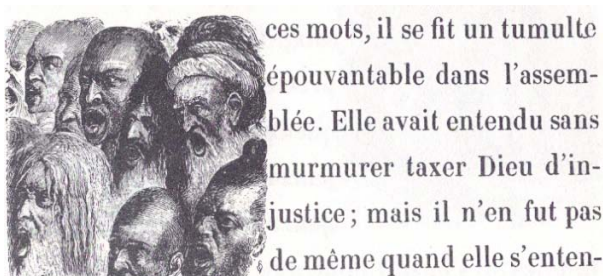 ces mots, il se fit un tumulte
épouvantable dans l'assem-
blée. Elle avait entendu sans
murmurer taxer Dieu d'in-
justice; mais il n'en fut pas
de même quand elle s'enten-